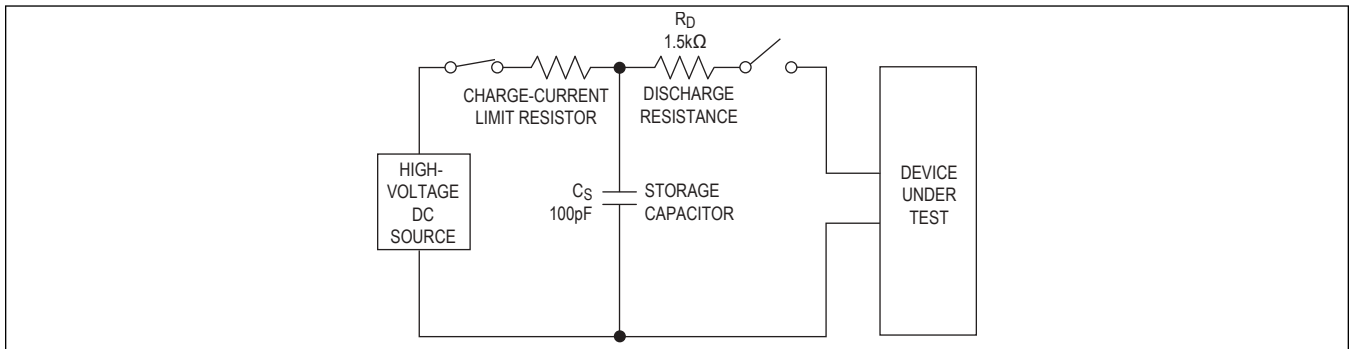 R_D
1.5kΩ
CHARGE-CURRENT
LIMIT RESISTOR
DISCHARGE
RESISTANCE
HIGH-
VOLTAGE
DC
SOURCE
C_S
100pF
STORAGE
CAPACITOR
DEVICE
UNDER
TEST